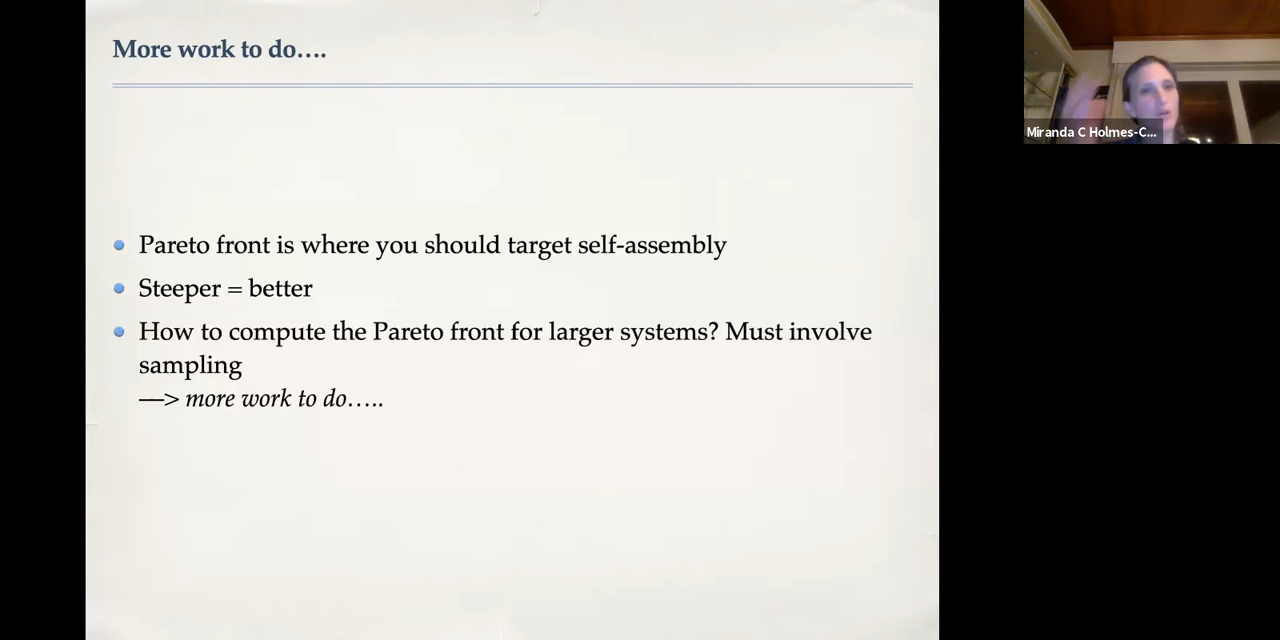 More work to do….
Miranda C Holmes-C...
Pareto front is where you should target self-assembly
Steeper = better
How to compute the Pareto front for larger systems? Must involve
sampling
—> more work to do…..